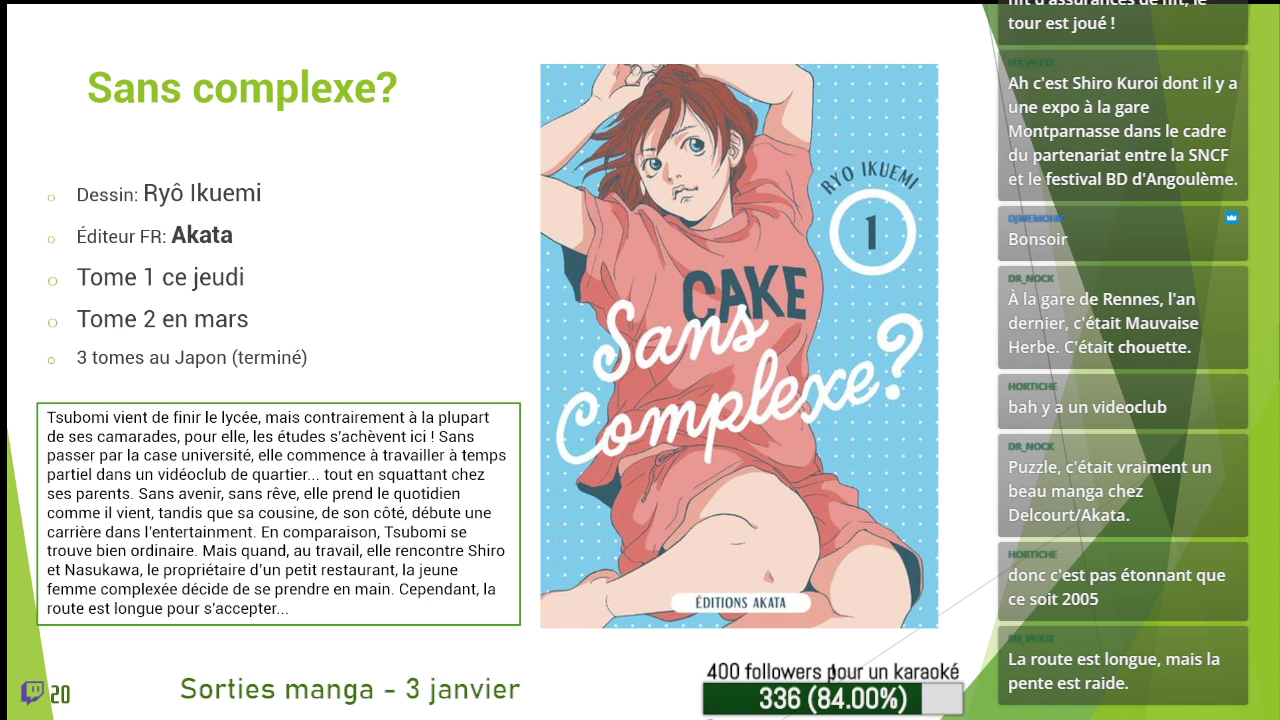 Sans complexe?
Dessin: Ryô Ikuemi
Éditeur FR: Akata
Tome 1 ce jeudi
Tome 2 en mars
3 tomes au Japon (terminé)
Tsubomi vient de finir le lycée, mais contrairement à la plupart
de ses camarades, pour elle, les études s'achèvent ici ! Sans
passer par la case université, elle commence à travailler à temps
partiel dans un vidéoclub de quartier... tout en squattant chez
ses parents. Sans avenir, sans rêve, elle prend le quotidien
comme il vient, tandis que sa cousine, de son côté, débute une
carrière dans l'entertainment. En comparaison, Tsubomi se
trouve bien ordinaire. Mais quand, au travail, elle rencontre Shiro
et Nasukawa, le propriétaire d'un petit restaurant, la jeune
femme complexée décide de se prendre en main. Cependant, la
route est longue pour s'accepter...
RYO IKUEMI
1
CAKE
Sans
Complexe?
ÉDITIONS AKATA
20
Sorties manga - 3 janvier
400 followers pour un karaoké
336 (84.00%)
tour est joué !
DR_NOCK
Ah c'est Shiro Kuroi dont il y a
une expo à la gare
Montparnasse dans le cadre
du partenariat entre la SNCF
et le festival BD d'Angoulème.
Bonsoir
DR_NOCK
À la gare de Rennes, l'an
dernier, c'était Mauvaise
Herbe. C'était chouette.
HORTICHE
bah y a un videoclub
DR_NOCK
Puzzle, c'était vraiment un
beau manga chez
Delcourt/Akata.
HORTICHE
donc c'est pas étonnant que
ce soit 2005
DR_NOCK
La route est longue, mais la
pente est raide.